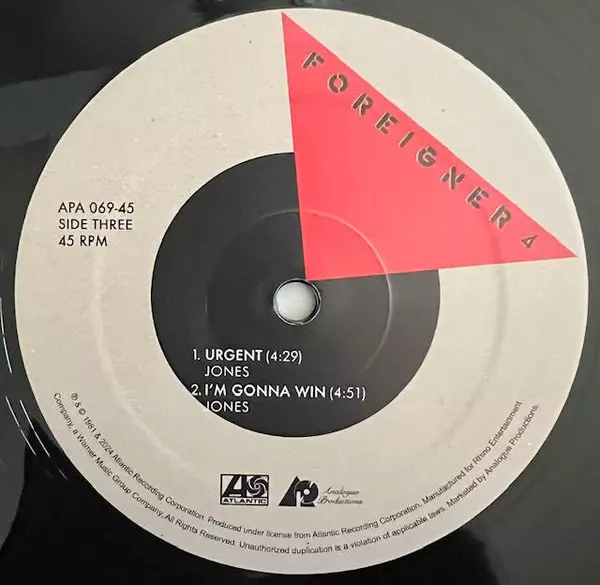 FOREIGNER 4
APA 069-45
SIDE THREE
45 RPM
1. URGENT (4:29)
JONES
2. I'M GONNA WIN (4:51)
JONES
ATLANTIC
AP
Analogue
Productions
℗ & © 1981 & 2024 Atlantic Recording Corporation. Produced under license from Atlantic Recording Corporation. Manufactured for Rhino Entertainment
Company, a Warner Music Group Company. All Rights Reserved. Unauthorized duplication is a violation of applicable laws. Marketed by Analogue Productions.